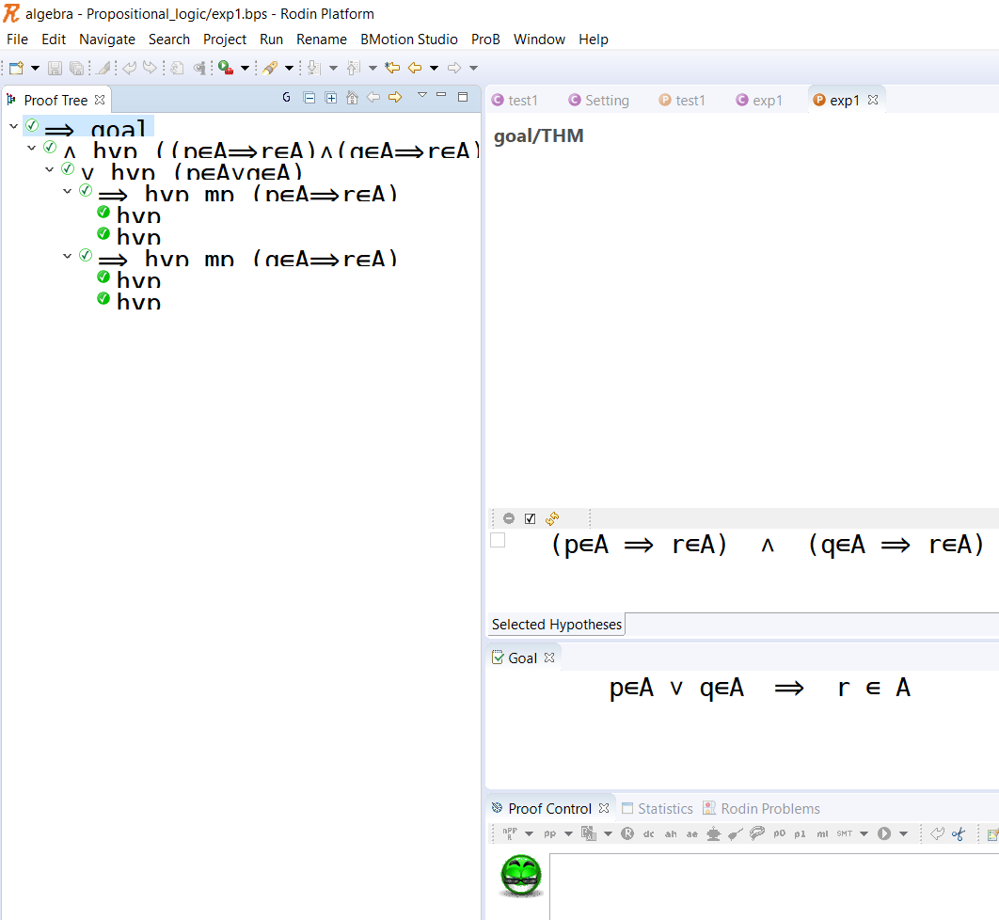 algebra - Propositional_logic/exp1.bps - Rodin Platform
File Edit Navigate Search Project Run Rename BMotion Studio ProB Window Help
Proof Tree
G
⇒ goal
∧ hyp ((p∈A⇒r∈A)∧(q∈A⇒r∈A)
∨ hyp (p∈A∨q∈A)
⇒ hyp mp (p∈A⇒r∈A)
hyp
hyp
⇒ hyp mp (q∈A⇒r∈A)
hyp
hyp
C test1 C Setting P test1 C exp1 P exp1
goal/THM
(p∈A ⇒ r∈A) ∧ (q∈A ⇒ r∈A)
Selected Hypotheses
Goal
p∈A ∨ q∈A ⇒ r ∈ A
Proof Control Statistics Rodin Problems
nPP R pp R dc ah ae p0 p1 ml SMT